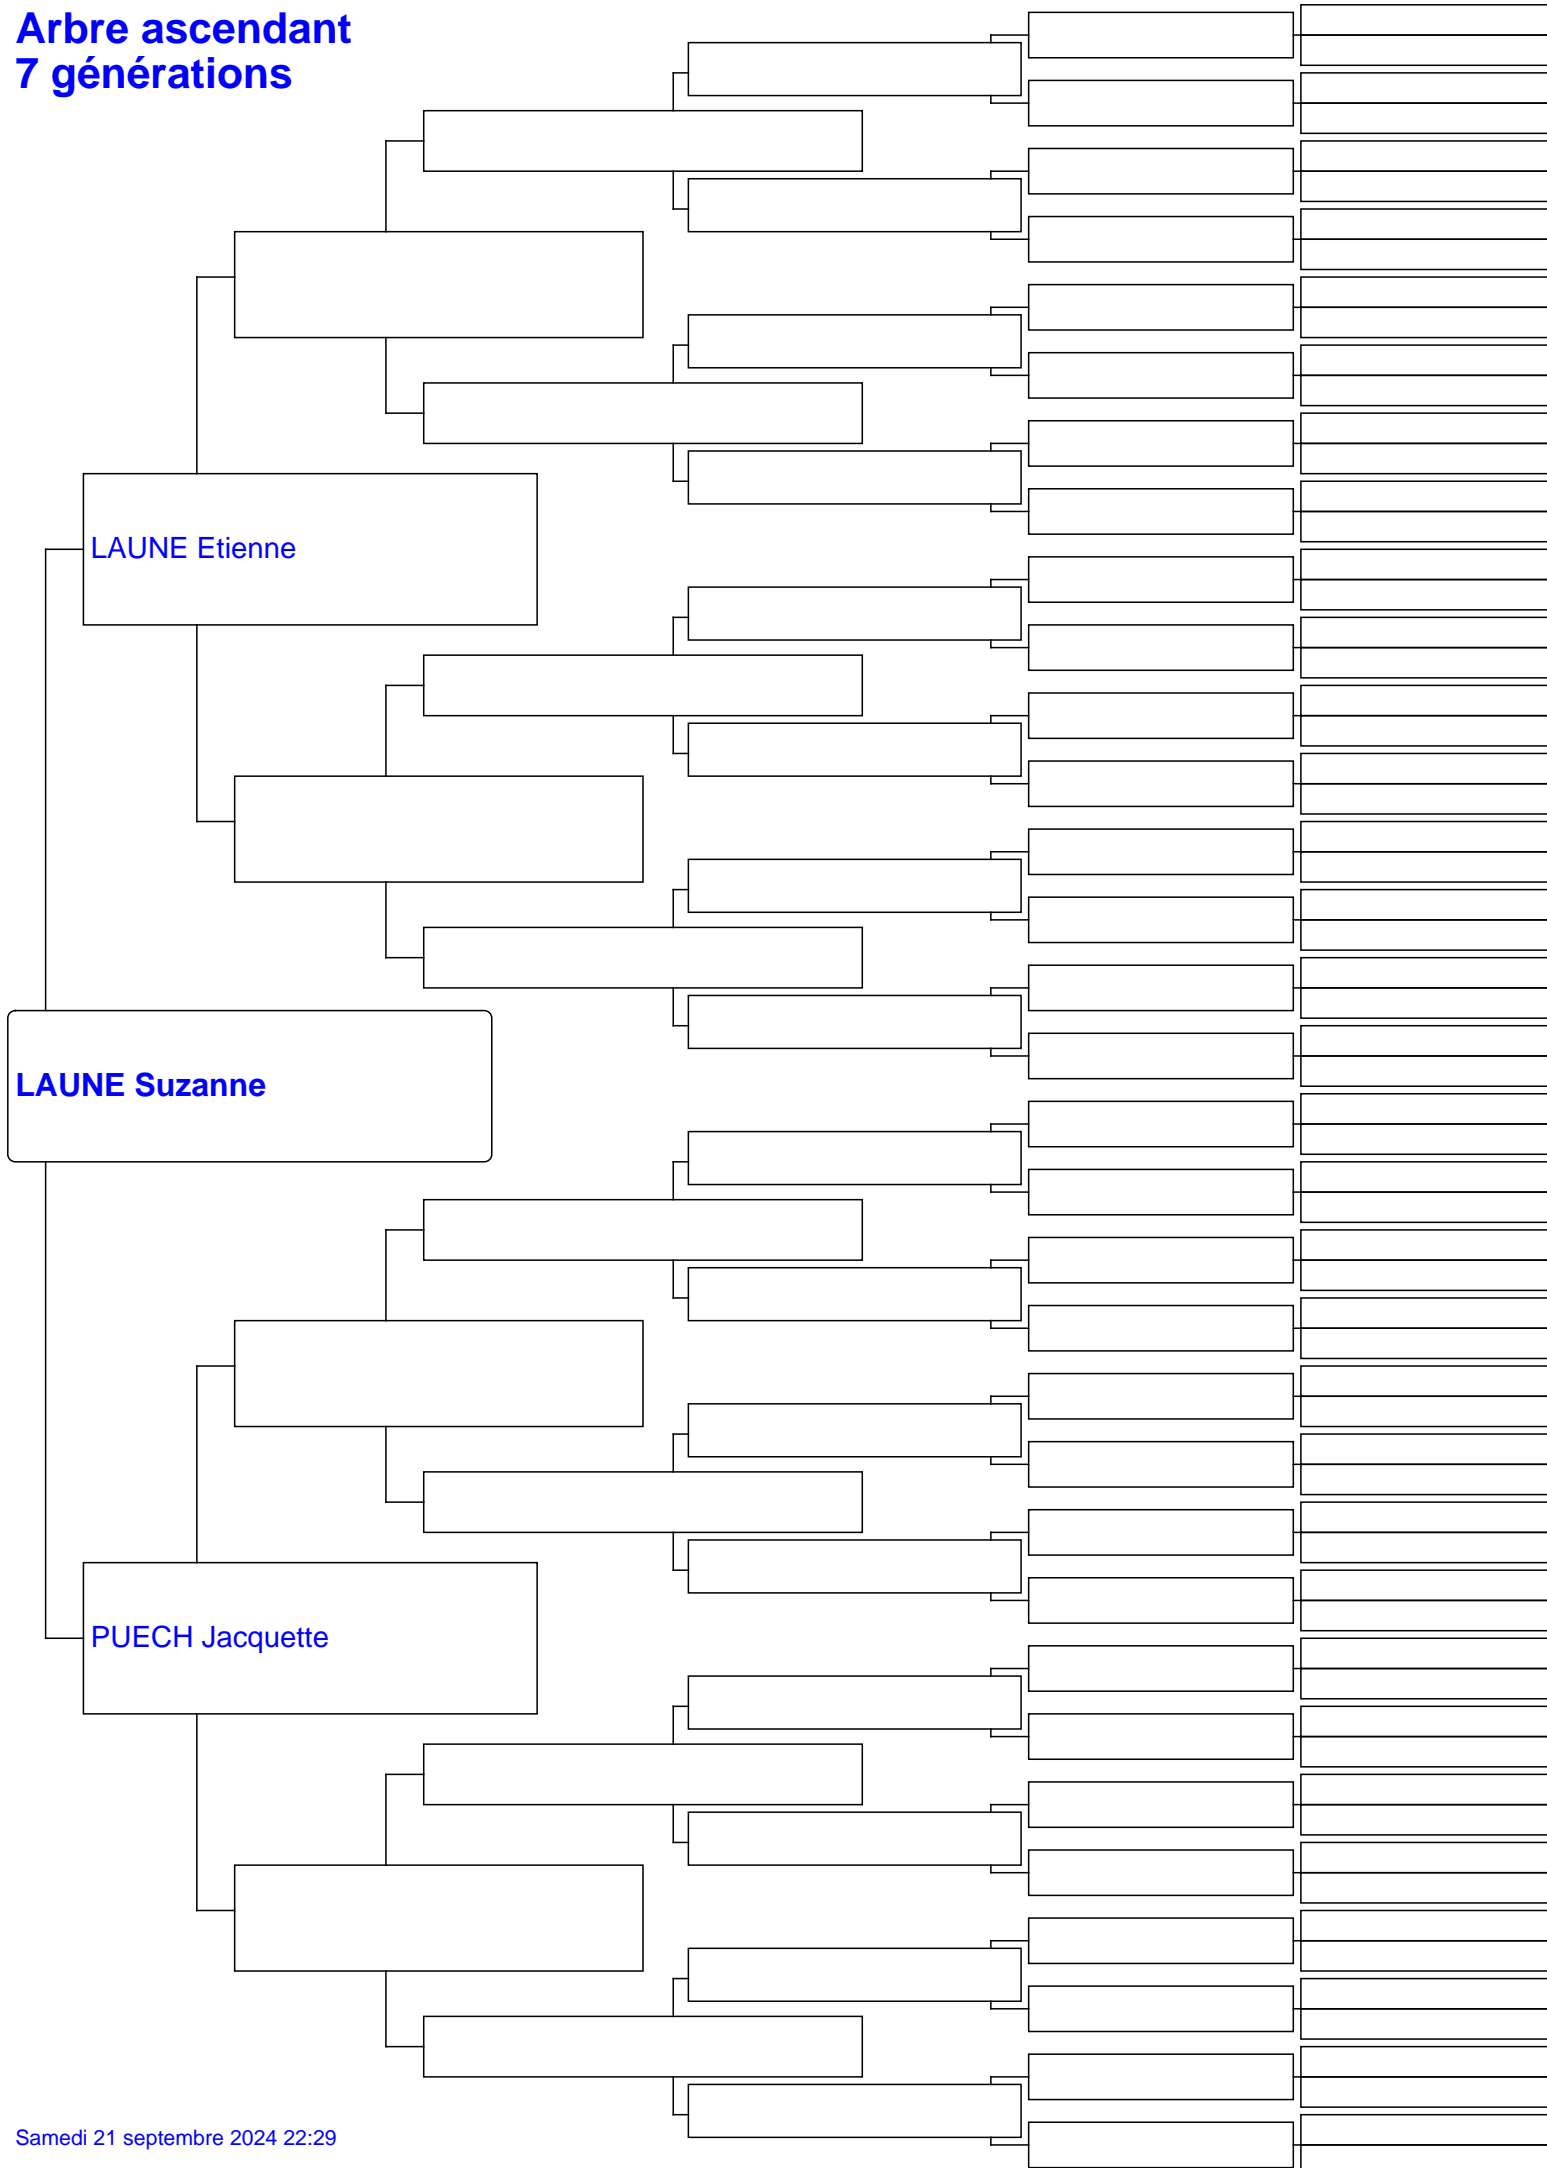 Arbre ascendant
7 générations
LAUNE Etienne
LAUNE Suzanne
PUECH Jacquette
Samedi 21 septembre 2024 22:29